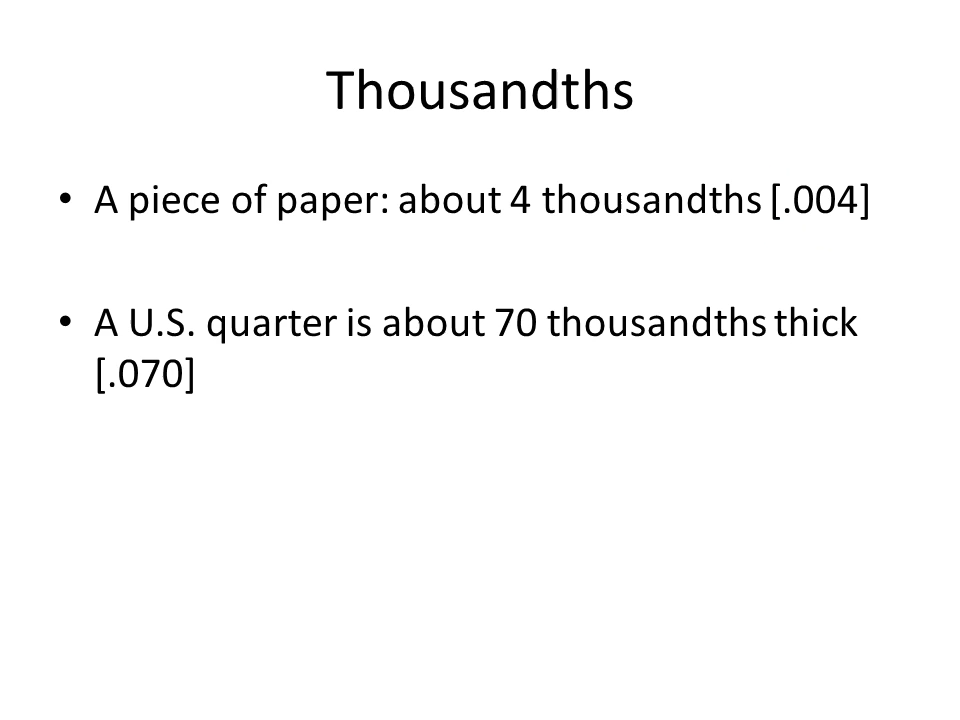 Thousandths
• A piece of paper: about 4 thousandths [.004]
• A U.S. quarter is about 70 thousandths thick
[.070]